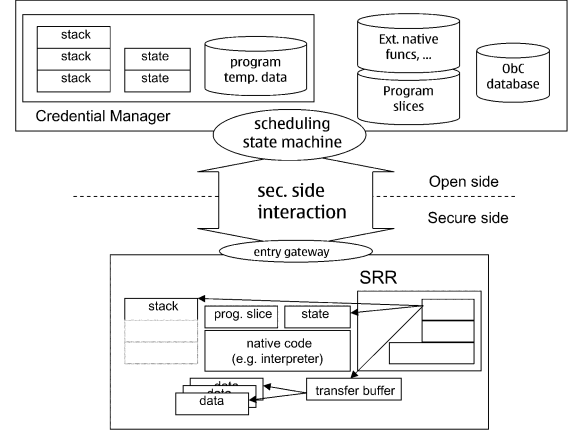 stack
stack
stack
state
state
program
temp. data
Ext. native
funcs, ...
Program
slices
ObC
database
Credential Manager
scheduling
state machine
sec. side
interaction
Open side
Secure side
entry gateway
SRR
stack
prog. slice
state
native code
(e.g. interpreter)
data
data
data
transfer buffer